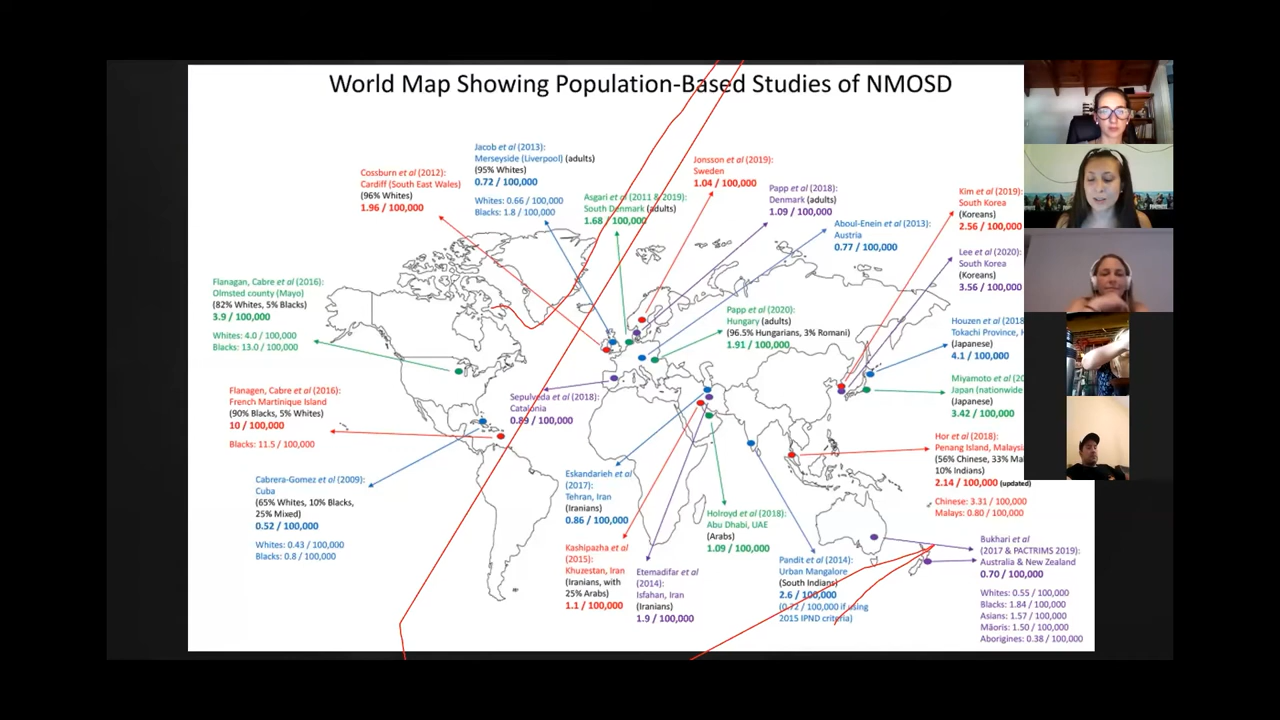 World Map Showing Population-Based Studies of NMOSD
Jacob et al (2013):
Merseyside (Liverpool) (adults)
(95% Whites)
0.72 / 100,000
Whites: 0.66 / 100,000
Blacks: 1.8 / 100,000
Cossburn et al (2012):
Cardiff (South East Wales)
(96% Whites)
1.96 / 100,000
Asgari et al (2011 & 2019):
South Denmark (adults)
1.68 / 100,000
Jonsson et al (2019):
Sweden
1.04 / 100,000
Papp et al (2018):
Denmark (adults)
1.09 / 100,000
Aboul-Enein et al (2013):
Austria
0.77 / 100,000
Kim et al (2019):
South Korea
(Koreans)
2.56 / 100,000
Lee et al (2020):
South Korea
(Koreans)
3.56 / 100,000
Flanagan, Cabre et al (2016):
Olmsted county (Mayo)
(82% Whites, 5% Blacks)
3.9 / 100,000
Whites: 4.0 / 100,000
Blacks: 13.0 / 100,000
Papp et al (2020):
Hungary (adults)
(96.5% Hungarians, 3% Romani)
1.91 / 100,000
Houzen et al (2018
Tokachi Province, H
(Japanese)
4.1 / 100,000
Miyamoto et al (20
Japan (nationwide
(Japanese)
3.42 / 100,000
Flanagen, Cabre et al (2016):
French Martinique Island
(90% Blacks, 5% Whites)
10 / 100,000
Blacks: 11.5 / 100,000
Sepulveda et al (2018):
Catalonia
0.89 / 100,000
Hor et al (2018):
Penang Island, Malaysia
(56% Chinese, 33% Mal
10% Indians)
2.14 / 100,000 (updated)
Chinese: 3.31 / 100,000
Malays: 0.80 / 100,000
Cabrera-Gomez et al (2009):
Cuba
(65% Whites, 10% Blacks,
25% Mixed)
0.52 / 100,000
Whites: 0.43 / 100,000
Blacks: 0.8 / 100,000
Eskandarieh et al
(2017):
Tehran, Iran
(Iranians)
0.86 / 100,000
Kashipazha et al
(2015):
Khuzestan, Iran
(Iranians, with
25% Arabs)
1.1 / 100,000
Etemadifar et al
(2014):
Isfahan, Iran
(Iranians)
1.9 / 100,000
Holroyd et al (2018):
Abu Dhabi, UAE
(Arabs)
1.09 / 100,000
Pandit et al (2014):
Urban Mangalore
(South Indians)
2.6 / 100,000
(0.72 / 100,000 if using
2015 IPND criteria)
Bukhari et al
(2017 & PACTRIMS 2019):
Australia & New Zealand
0.70 / 100,000
Whites: 0.55 / 100,000
Blacks: 1.84 / 100,000
Asians: 1.57 / 100,000
Māoris: 1.50 / 100,000
Aborigines: 0.38 / 100,000